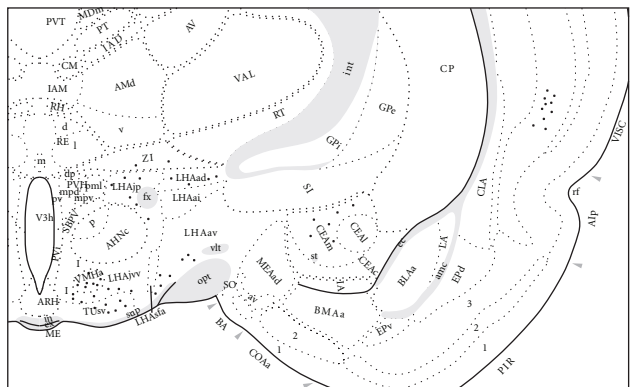 PVT
MDm
PT
IAD
AV
CM
IAM
AMd
VAL
int
CP
RH
GPe
RT
d
RE
l
v
GPi
VISC
m
ZI
dp
PVH
pml
mpd
mpv
pv
LHAjp
LHAad
LHAai
fx
SI
CLA
rf
V3h
SBPV
P
AHNc
LHAav
vlt
CEAm
CEAl
CEAc
st
ec
LA
AIp
PVi
I
VMHa
LHAjvv
I
opt
SO
MEAad
IA
BLAa
amc
EPd
ARH
TUsv
sup
LHAsfa
av
BMAa
EPv
3
2
1
in
ME
BA
2
1
COAa
PIR